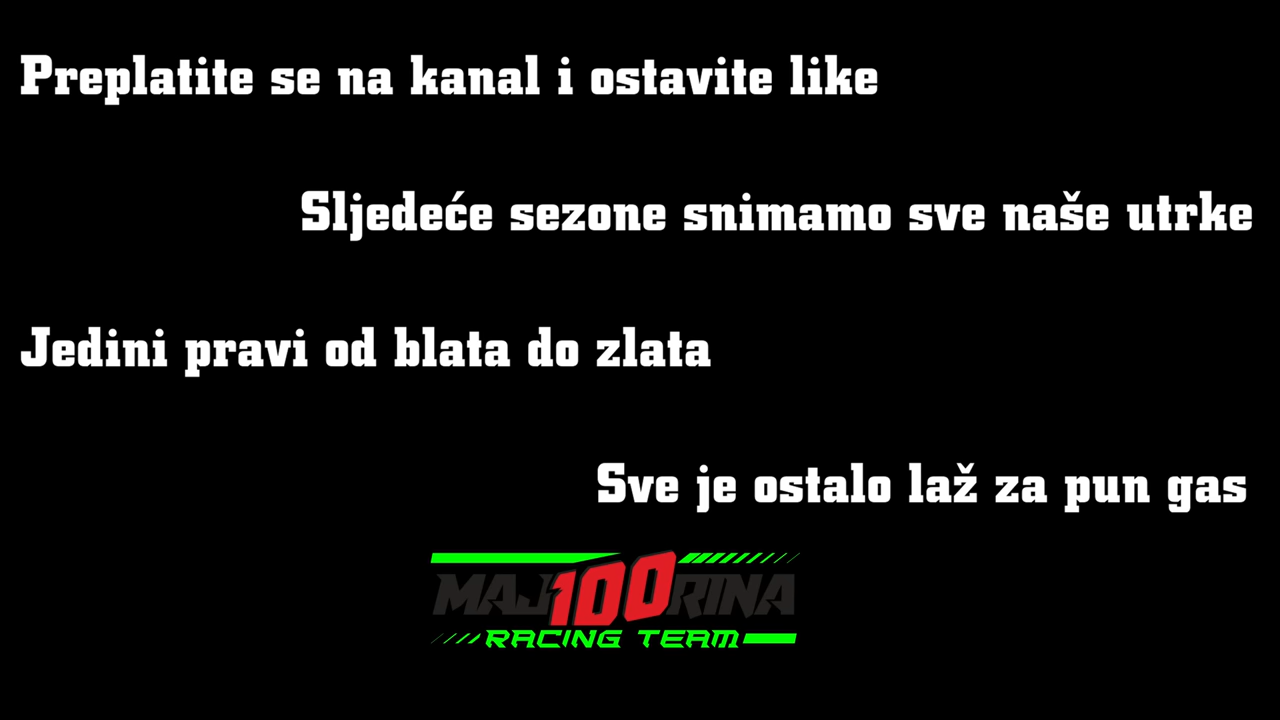 Preplatite se na kanal i ostavite like
Sljedeće sezone snimamo sve naše utrke
Jedini pravi od blata do zlata
Sve je ostalo laž za pun gas
MAJ100RINA
RACING TEAM